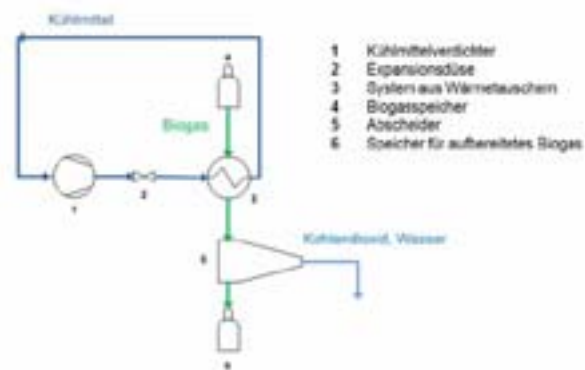 Kühlmittel
4
Biogas
1
2
3
Kohlendioxid, Wasser
5
6
1 Kühlmittelverdichter
2 Expansionsdüse
3 System aus Wärmetauschern
4 Biogasspeicher
5 Abscheider
6 Speicher für aufbereitetes Biogas